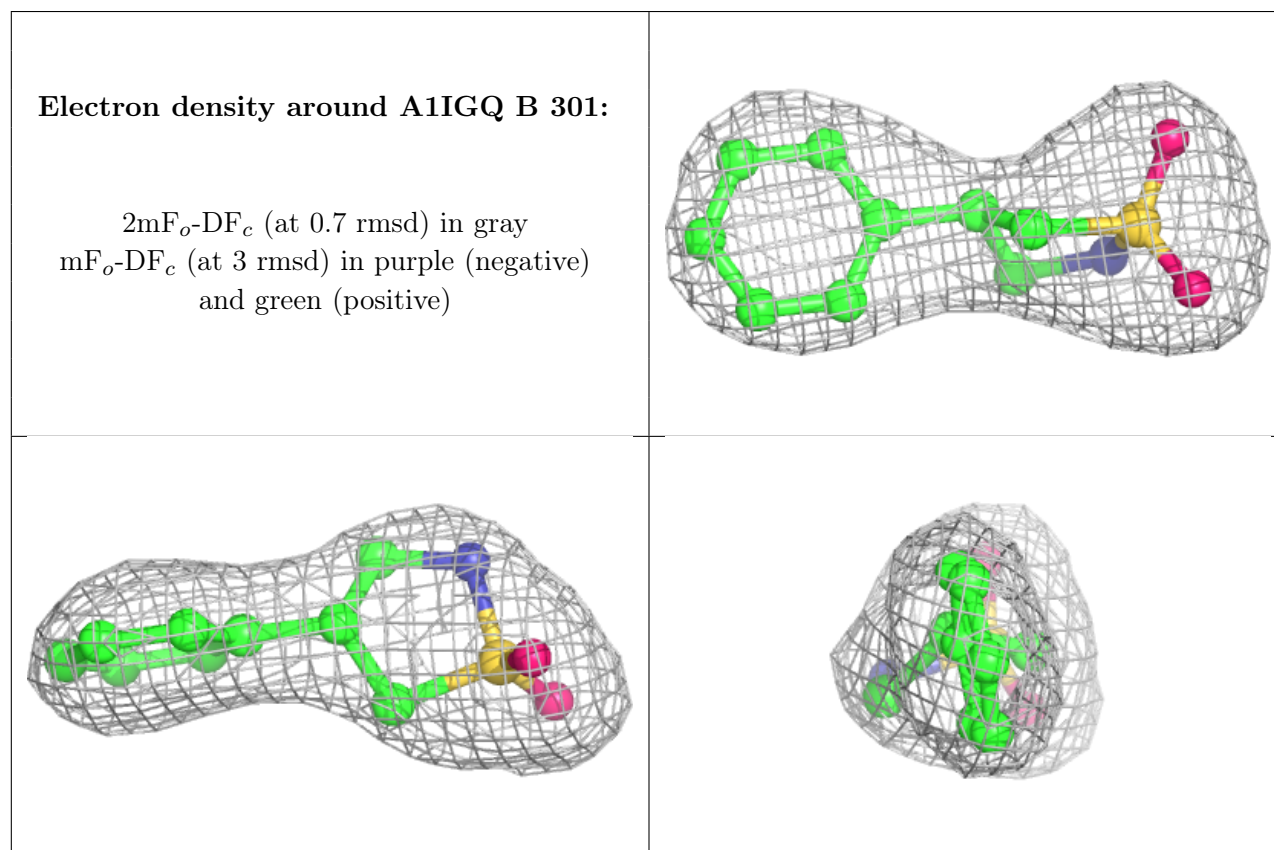 Electron density around A1IGQ B 301:
2mFo-DFc (at 0.7 rmsd) in gray
mFo-DFc (at 3 rmsd) in purple (negative)
and green (positive)